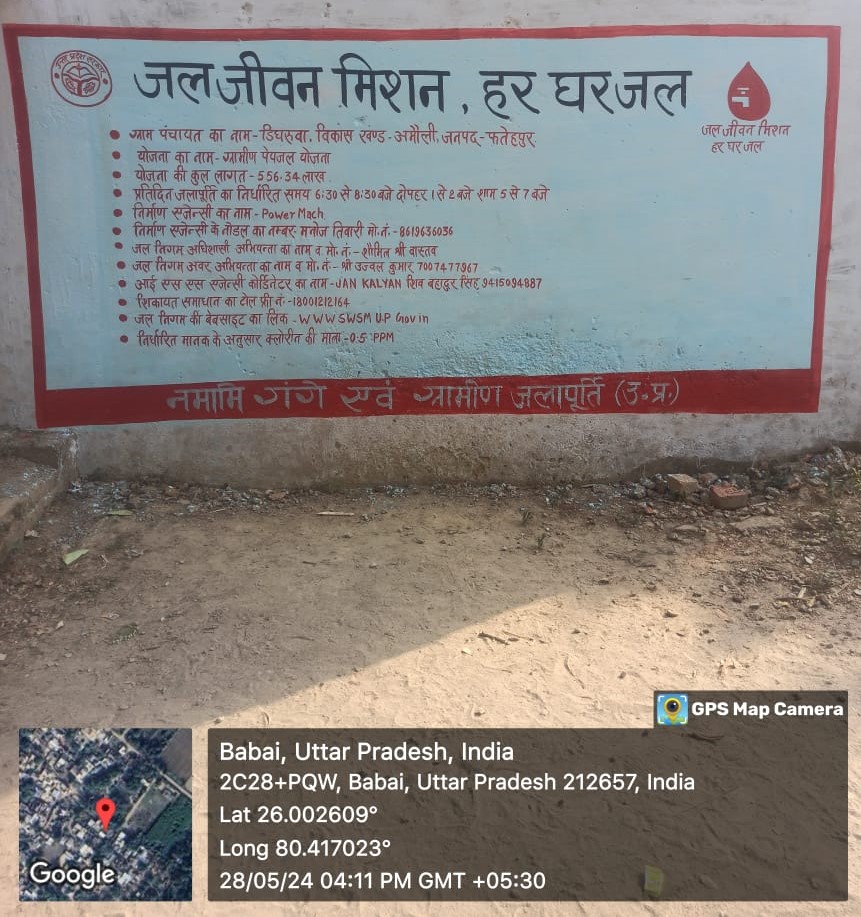 उत्तर प्रदेश सरकार
जल जीवन मिशन, हर घर जल
जल जीवन मिशन
हर घर जल
ग्राम पंचायत का नाम-डिघरुवा, विकास खण्ड-अमौली, जनपद-फतेहपुर
योजना का नाम-ग्रामीण पेयजल योजना
योजना की कुल लागत-556.34 लाख
प्रतिदिन जलापूर्ति का निर्धारित समय 6:30 से 8:30 बजे दोपहर 1 से 2 बजे शाम 5 से 7 बजे
निर्माण एजेन्सी का नाम-Power Mach
निर्माण एजेन्सी के नोडल का नम्बर मनोज तिवारी मो.नं.-8619636036
जल निगम अधिशासी अभियन्ता का नाम व मो.नं-शौमित्र श्री वास्तव
जल निगम अवर अभियन्ता का नाम व मो.नं-श्री उज्वल कुमार 7007477967
आई एस एस एजेन्सी कोर्डिनेटर का नाम-JAN KALYAN शिव बहादुर सिंह 9415094887
शिकायत समाधान का टोल फ्री नं-18001212164
जल निगम की बेबसाइट का लिंक-WWW SWSM U.P Gov in
निर्धारित मानक के अनुसार क्लोरीन की मात्रा-0.5 PPM
नमामि गंगे एवं ग्रामीण जलापूर्ति (उ.प्र.)
GPS Map Camera
Babai, Uttar Pradesh, India
2C28+PQW, Babai, Uttar Pradesh 212657, India
Lat 26.002609°
Long 80.417023°
28/05/24 04:11 PM GMT +05:30
Google